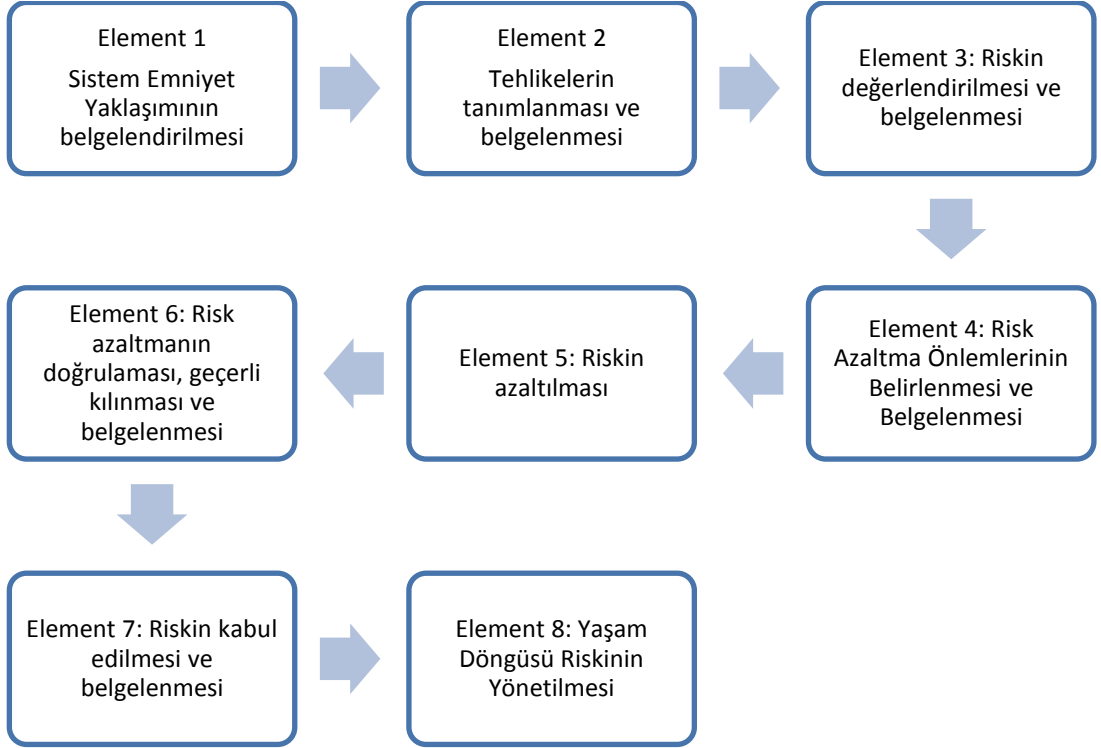 Element 1
Sistem Emniyet
Yaklaşımının
belgelendirilmesi
Element 2
Tehlikelerin
tanımlanması ve
belgelenmesi
Element 3: Riskin
değerlendirilmesi ve
belgelenmesi
Element 4: Risk
Azaltma Önlemlerinin
Belirlenmesi ve
Belgelenmesi
Element 5: Riskin
azaltılması
Element 6: Risk
azaltmanın
doğrulaması, geçerli
kılınması ve
belgelenmesi
Element 7: Riskin kabul
edilmesi ve
belgelenmesi
Element 8: Yaşam
Döngüsü Riskinin
Yönetilmesi